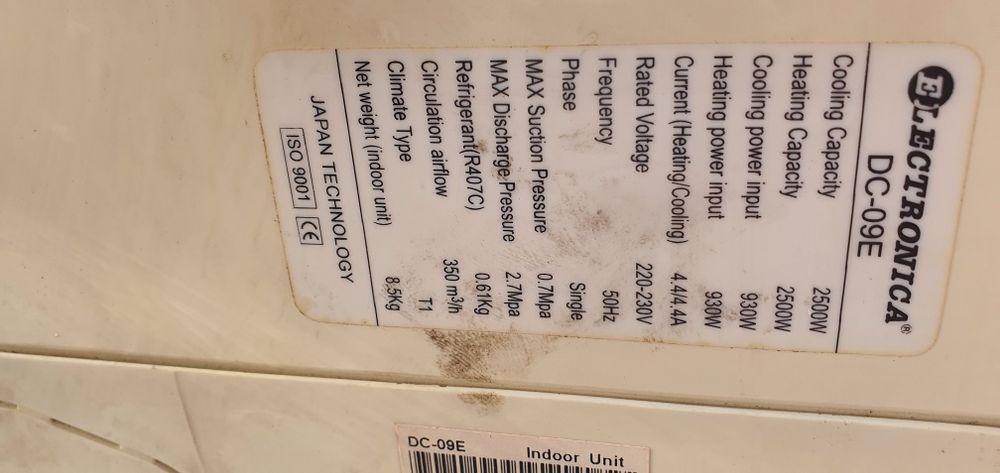 ELECTRONICA®
DC-09E
Cooling Capacity 2500W
Heating Capacity 2500W
Cooling power input 930W
Heating power input 930W
Current (Heating/Cooling) 4.4/4.4A
Rated Voltage 220-230V
Frequency 50Hz
Phase Single
MAX Suction Pressure 0.7Mpa
MAX Discharge Pressure 2.7Mpa
Refrigerant(R407C) 0.61Kg
Circulation airflow 350 m³/h
Climate Type T1
Net weight (indoor unit) 8.5Kg
JAPAN TECHNOLOGY
ISO 9001 CE
DC-09E Indoor Unit